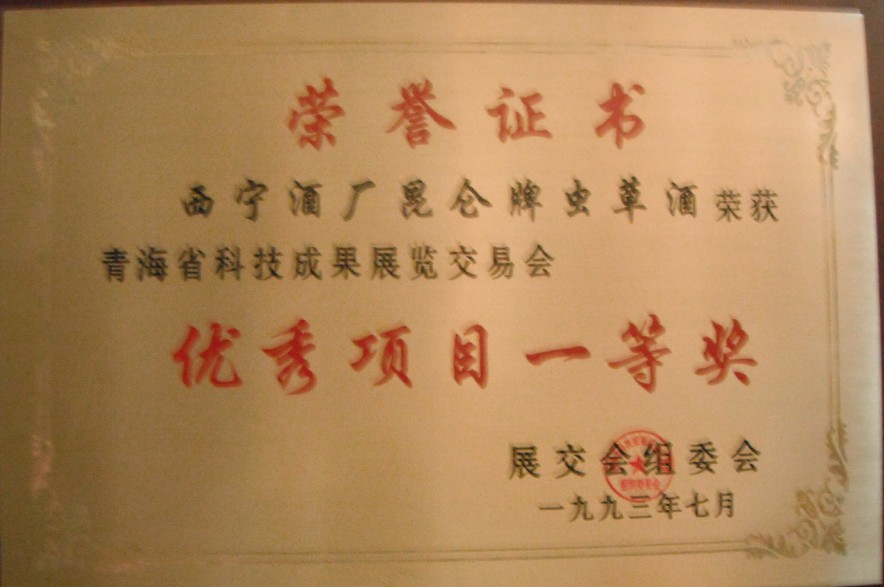 荣誉证书
西宁酒厂昆仑牌虫草酒荣获
青海省科技成果展览交易会
优秀项目一等奖
展交会组委会
一九九三年七月